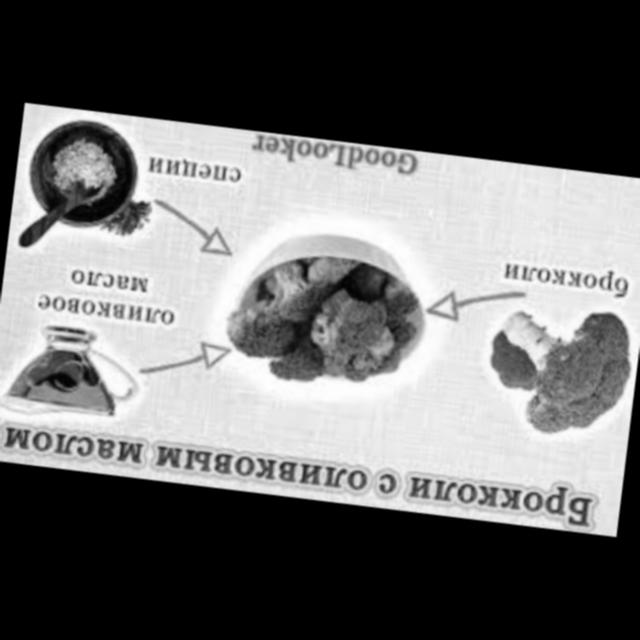 Брокколи с оливковым маслом
брокколи
оливковое
масло
специи
GoodLooker